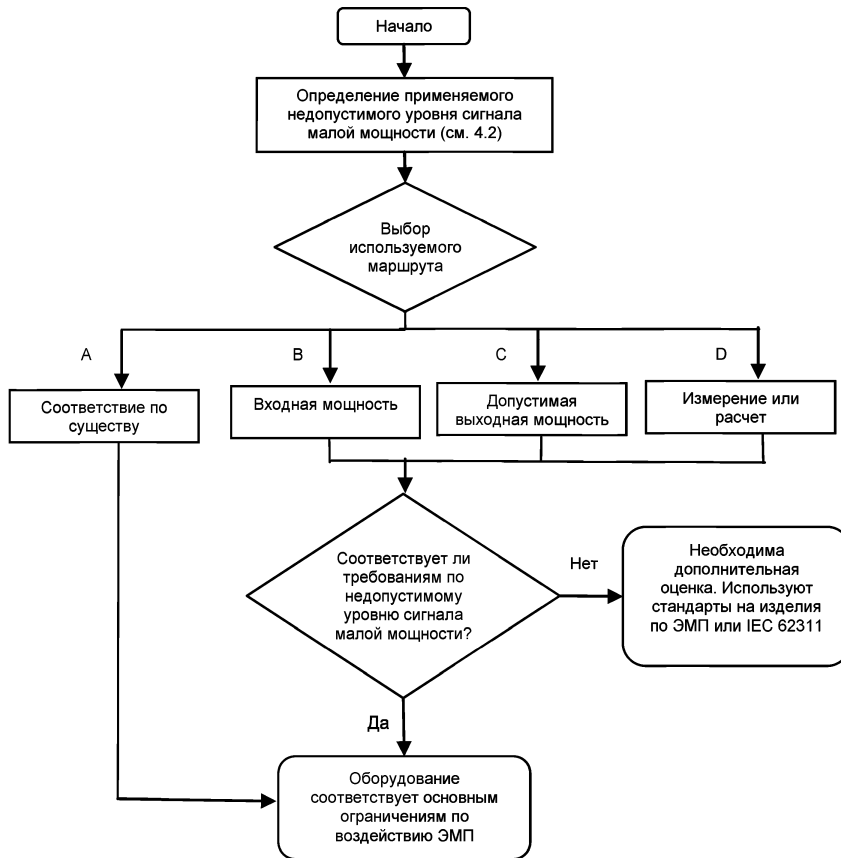 Начало
Определение применяемого
недопустимого уровня сигнала
малой мощности (см. 4.2)
Выбор
используемого
маршрута
A
B
C
D
Соответствие по
существу
Входная мощность
Допустимая
выходная мощность
Измерение или
расчет
Соответствует ли
требованиям по
недопустимому
уровню сигнала
малой мощности?
Нет
Необходима
дополнительная
оценка. Используют
стандарты на изделия
по ЭМП или IEC 62311
Да
Оборудование
соответствует основным
ограничениям по
воздействию ЭМП